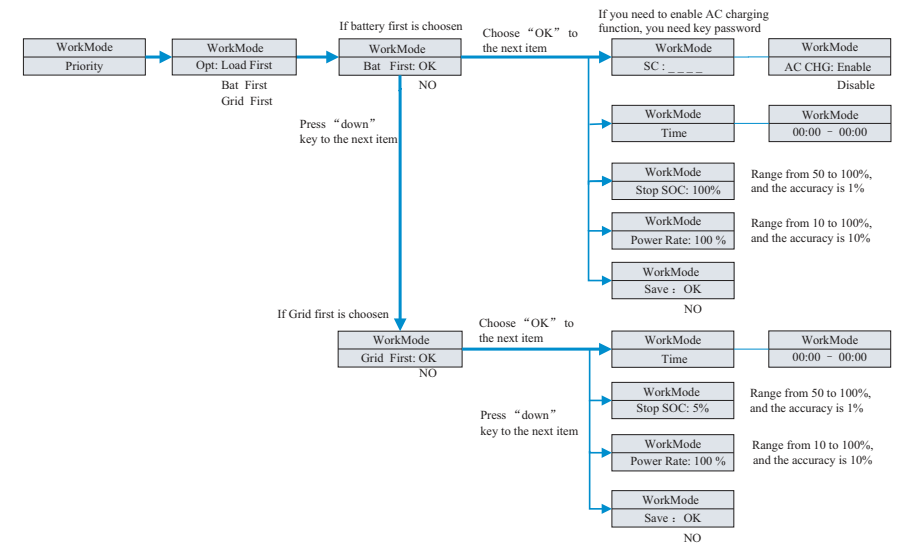 If you need to enable AC charging
function, you need key password
If battery first is choosen
Choose “OK” to
the next item
WorkMode
Priority
WorkMode
Opt: Load First
Bat First
Grid First
WorkMode
Bat First: OK
NO
WorkMode
SC : _ _ _ _
WorkMode
AC CHG: Enable
Disable
Press “down”
key to the next item
WorkMode
Time
WorkMode
00:00 - 00:00
WorkMode
Stop SOC: 100%
Range from 50 to 100%,
and the accuracy is 1%
WorkMode
Power Rate: 100 %
Range from 10 to 100%,
and the accuracy is 10%
WorkMode
Save : OK
NO
If Grid first is choosen
Choose “OK” to
the next item
WorkMode
Grid First: OK
NO
WorkMode
Time
WorkMode
00:00 - 00:00
Press “down”
key to the next item
WorkMode
Stop SOC: 5%
Range from 50 to 100%,
and the accuracy is 1%
WorkMode
Power Rate: 100 %
Range from 10 to 100%,
and the accuracy is 10%
WorkMode
Save : OK
NO